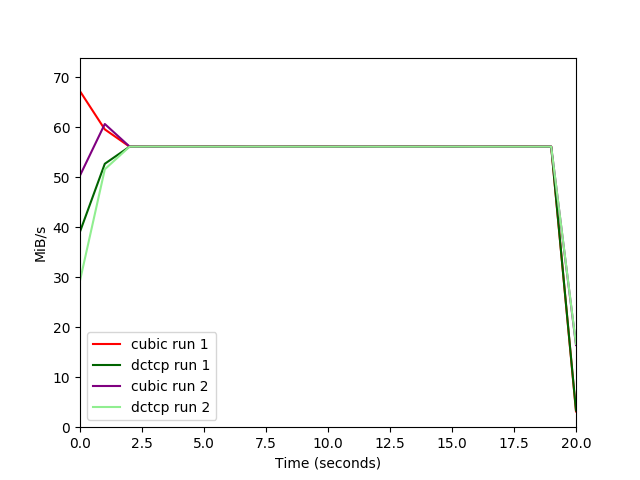 70
60
50
40
30
20
10
0
MiB/s
cubic run 1
dctcp run 1
cubic run 2
dctcp run 2
0.0 2.5 5.0 7.5 10.0 12.5 15.0 17.5 20.0
Time (seconds)